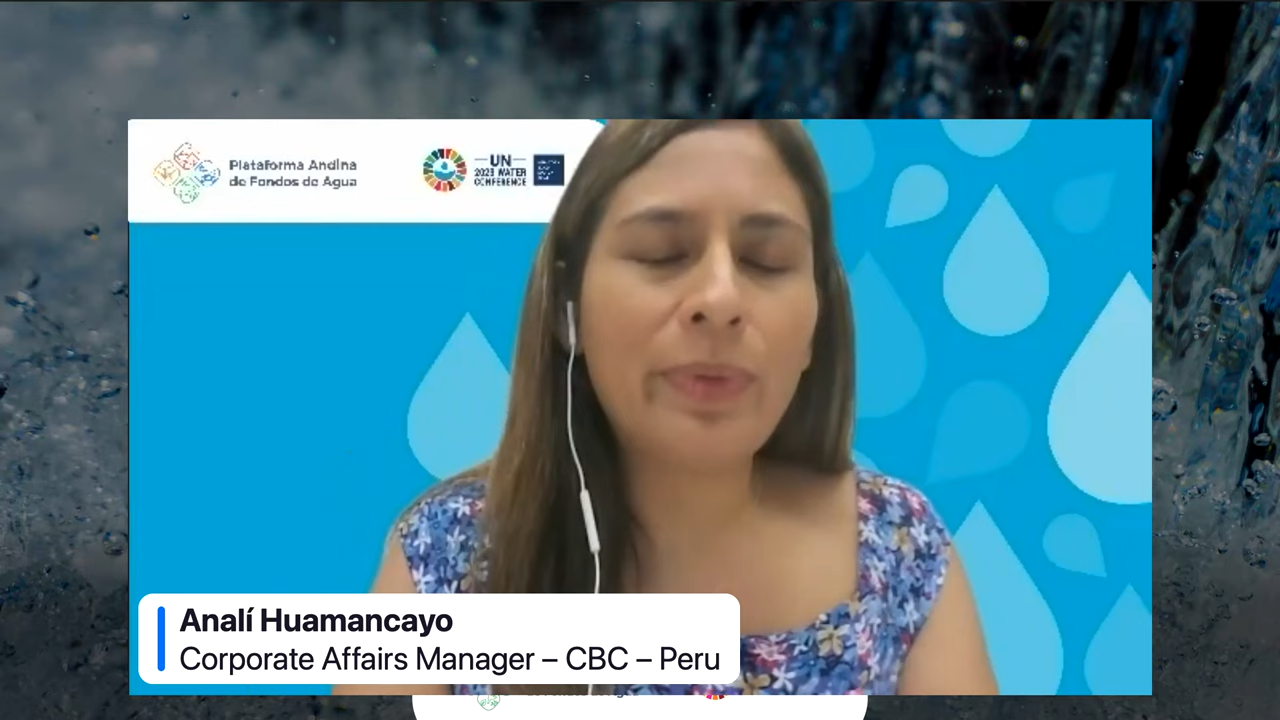 Plataforma Andina
de Fondos de Agua
UN
2023 WATER
CONFERENCE
Analí Huamancayo
Corporate Affairs Manager – CBC – Peru